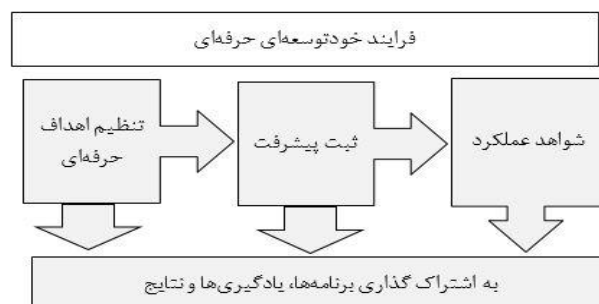 فرایند خودتوسعه‌ای حرفه‌ای
تنظیم اهداف
حرفه‌ای
ثبت پیشرفت
شواهد عملکرد
به اشتراک گذاری برنامه‌ها، یادگیری‌ها و نتایج